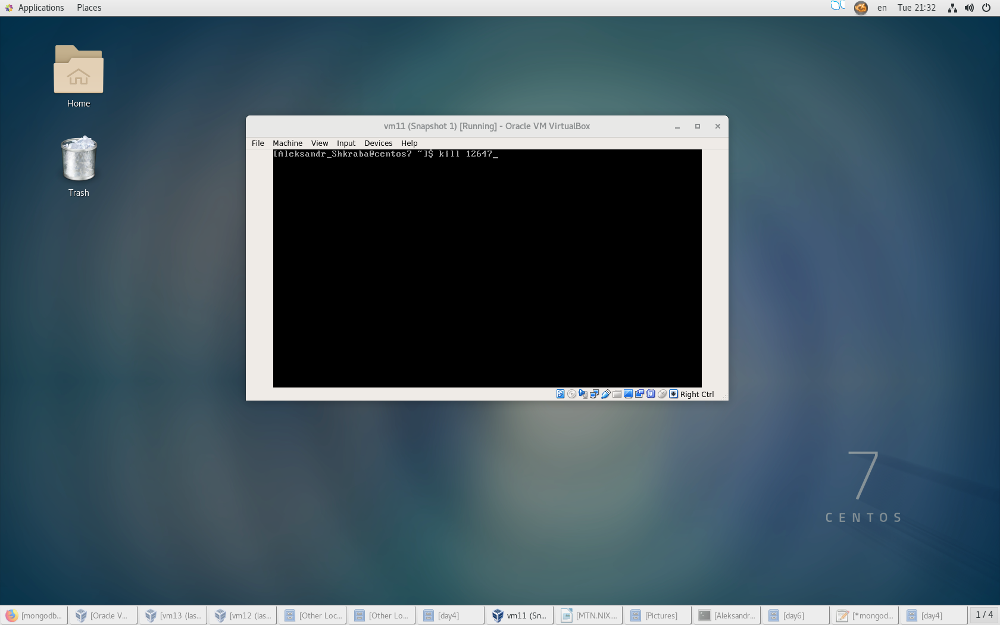 Applications Places
en Tue 21:32
Home
Trash
vm11 (Snapshot 1) [Running] - Oracle VM VirtualBox
File Machine View Input Devices Help
[Aleksandr_Shkraba@centos7 ~]$ kill 12647_
Right Ctrl
7
CENTOS
[mongodb... [Oracle V... [vm13 (las... [vm12 (las... [Other Loc... [Other Lo... [day4] vm11 (Sn... [MTN.NIX.... [Pictures] [Aleksandr... [day6] [*mongod... [day4] 1 / 4